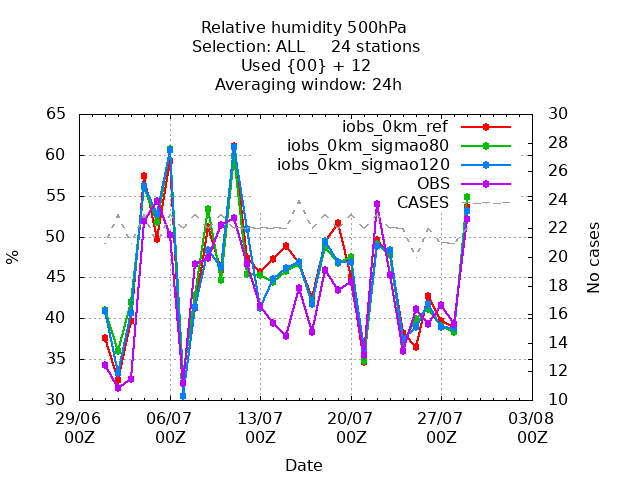 Relative humidity 500hPa
Selection: ALL 24 stations
Used {00} + 12
Averaging window: 24h
65
60
55
50
45
40
35
30
%
30
28
26
24
22
20
18
16
14
12
10
No cases
iobs_0km_ref
iobs_0km_sigmao80
iobs_0km_sigmao120
OBS
CASES
29/06 06/07 13/07 20/07 27/07 03/08
00Z 00Z 00Z 00Z 00Z 00Z
Date